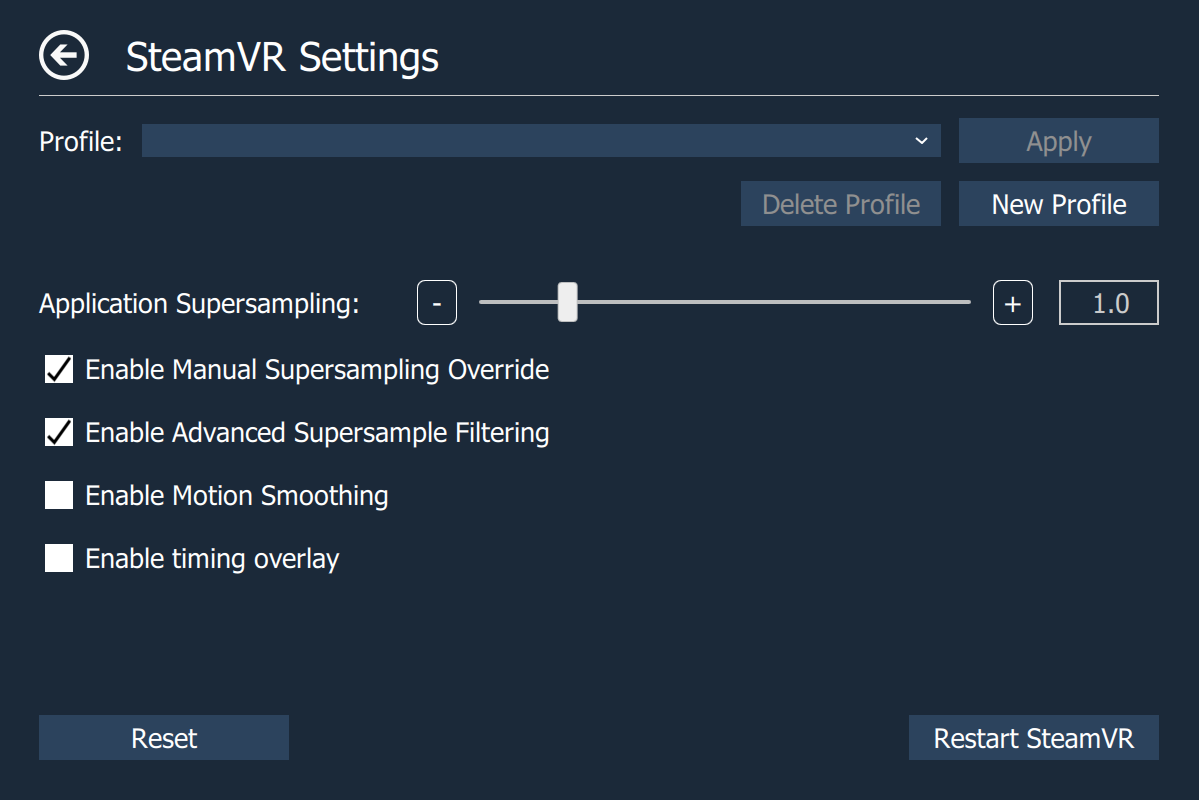 SteamVR Settings
Profile:
Apply
Delete Profile
New Profile
Application Supersampling:
-
+
1.0
Enable Manual Supersampling Override
Enable Advanced Supersample Filtering
Enable Motion Smoothing
Enable timing overlay
Reset
Restart SteamVR